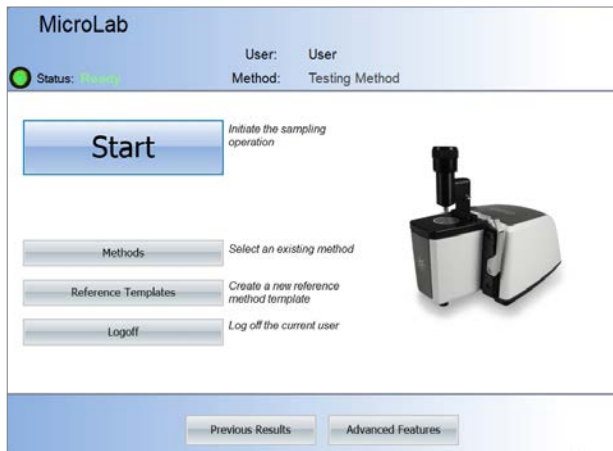 MicroLab
User: User
Status: Ready
Method: Testing Method
Start
Initiate the sampling
operation
Methods
Select an existing method
Reference Templates
Create a new reference
method template
Logoff
Log off the current user
Previous Results
Advanced Features